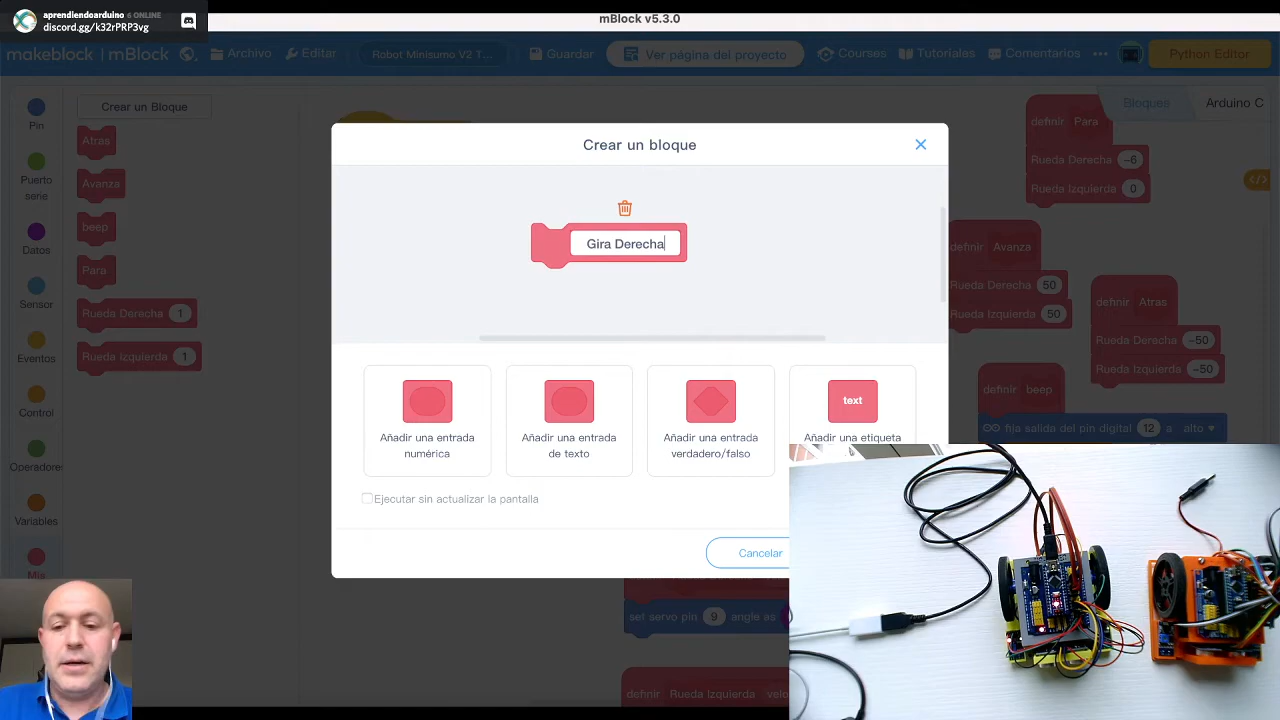 aprendiendoarduino 6 ONLINE
discord.gg/k32rPRP3vg
mBlock v5.3.0
makeblock | mBlock
Archivo
Editar
Robot Minisumo V2 T...
Guardar
Ver página del proyecto
Courses
Tutoriales
Comentarios
Python Editor
Pin
Puerto serie
Datos
Sensor
Eventos
Control
Operadores
Variables
Mis
Crear un Bloque
Atras
Avanza
beep
Para
Rueda Derecha 1
Rueda Izquierda 1
Crear un bloque
Gira Derecha
Añadir una entrada
numérica
Añadir una entrada
de texto
Añadir una entrada
verdadero/falso
text
Añadir una etiqueta
Ejecutar sin actualizar la pantalla
Cancelar
Bloques
Arduino C
definir Para
Rueda Derecha -6
Rueda Izquierda 0
definir Avanza
Rueda Derecha 50
Rueda Izquierda 50
definir Atras
Rueda Derecha -50
Rueda Izquierda -50
definir beep
fija salida del pin digital 12 a alto
set servo pin 9 angle as
definir Rueda Izquierda velo